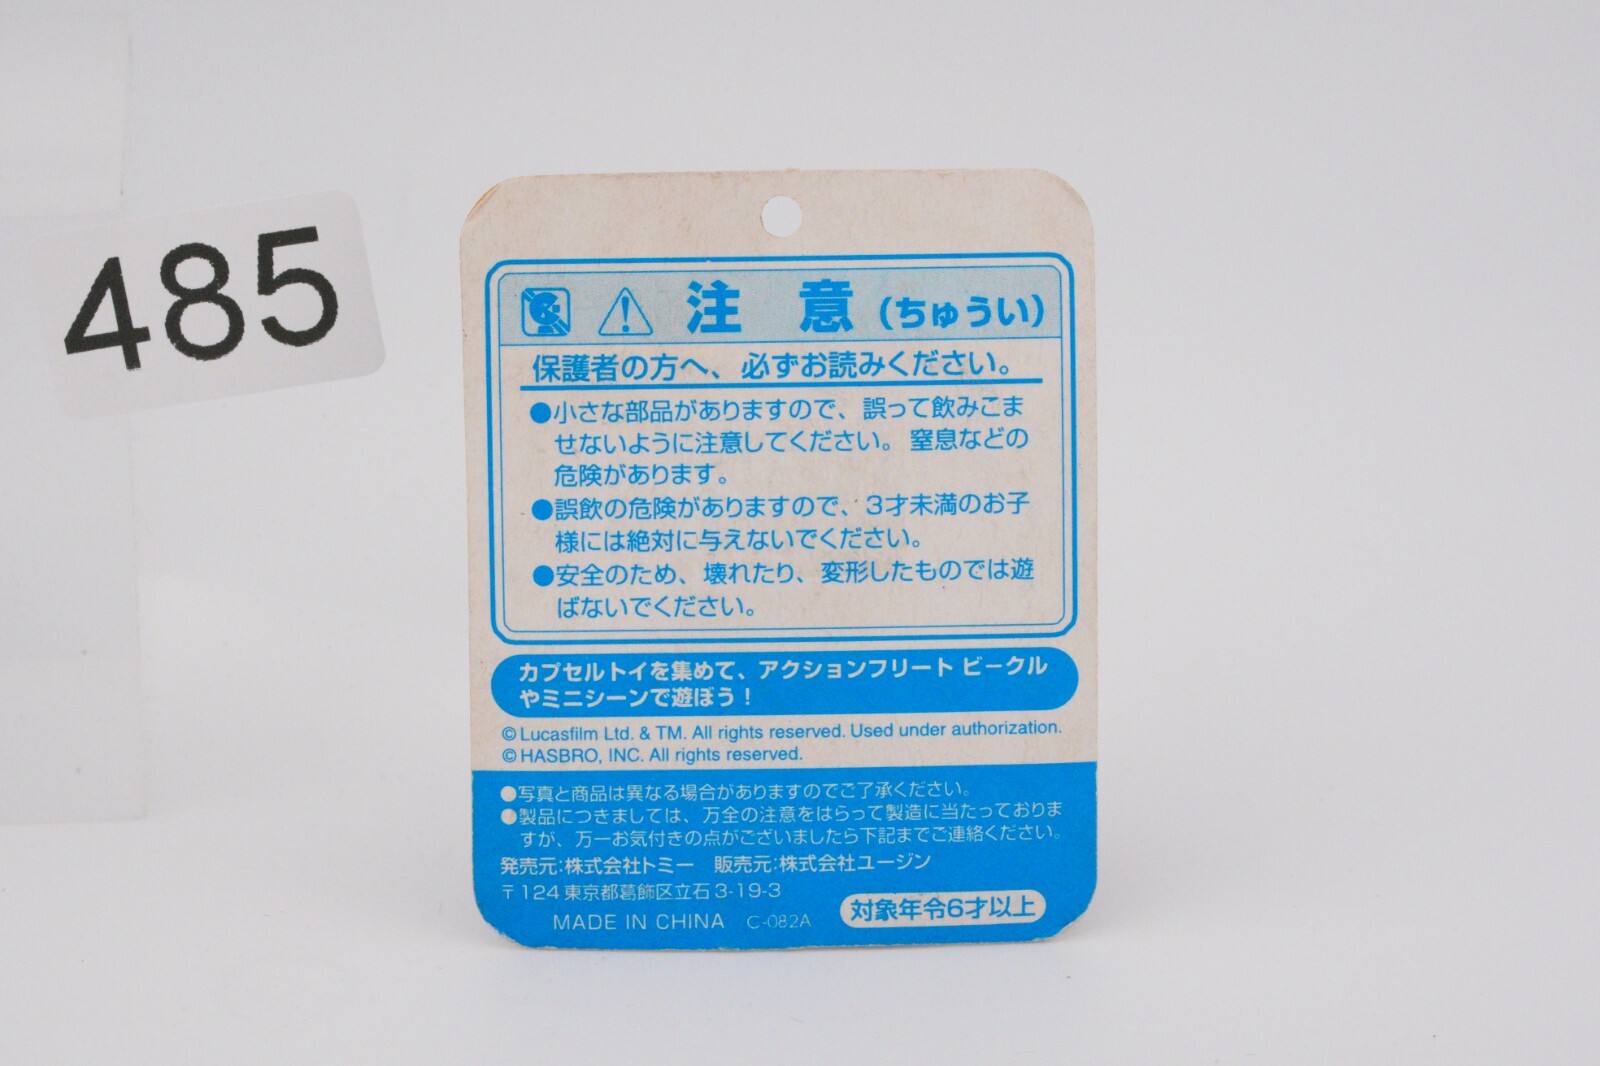 485
注 意 (ちゅうい)
保護者の方へ、必ずお読みください。
●小さな部品がありますので、誤って飲みこま
せないように注意してください。窒息などの
危険があります。
●誤飲の危険がありますので、3才未満のお子
様には絶対に与えないでください。
●安全のため、壊れたり、変形したものでは遊
ばないでください。
カプセルトイを集めて、アクションフリート ビークル
やミニシーンで遊ぼう!
©Lucasfilm Ltd. & TM. All rights reserved. Used under authorization.
©HASBRO, INC. All rights reserved.
●写真と商品は異なる場合がありますのでご了承ください。
●製品につきましては、万全の注意をはらって製造に当たっておりま
すが、万一お気付きの点がございましたら下記までご連絡ください。
発売元:株式会社トミー 販売元:株式会社ユージン
〒124 東京都葛飾区立石3-19-3
MADE IN CHINA C-082A
対象年令6才以上